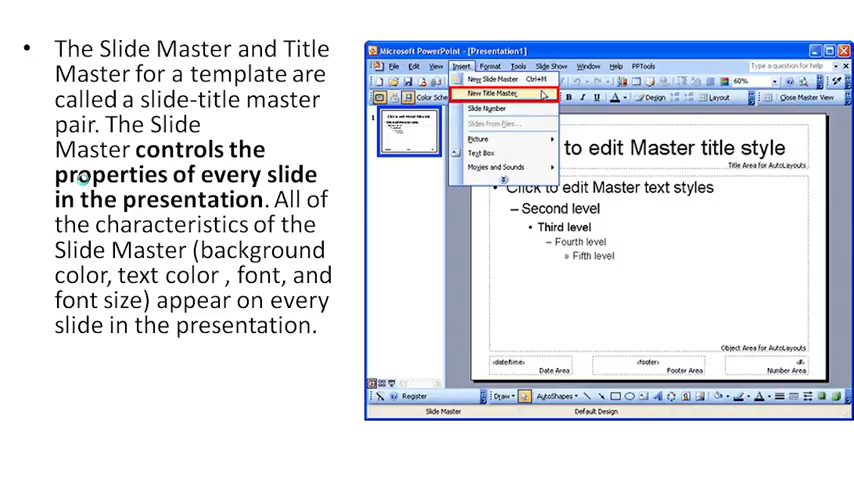 • The Slide Master and Title
Master for a template are
called a slide-title master
pair. The Slide
Master controls the
properties of every slide
in the presentation. All of
the characteristics of the
Slide Master (background
color, text color , font, and
font size) appear on every
slide in the presentation.
Microsoft PowerPoint - [Presentation1]
File Edit View Insert Format Tools Slide Show Window Help PPTools Type a question for help
New Slide Master Ctrl+M
60%
New Title Master
Color Sche
B I U A Design Layout Close Master View
Slide Number
1
Slides from Files...
Picture
Text Box
Movies and Sounds
to edit Master title style
Title Area for AutoLayouts
• Click to edit Master text styles
– Second level
• Third level
– Fourth level
» Fifth level
Object Area for AutoLayouts
<date/time>
Date Area
<footer>
Footer Area
<#>
Number Area
Register
Draw AutoShapes
Slide Master Default Design